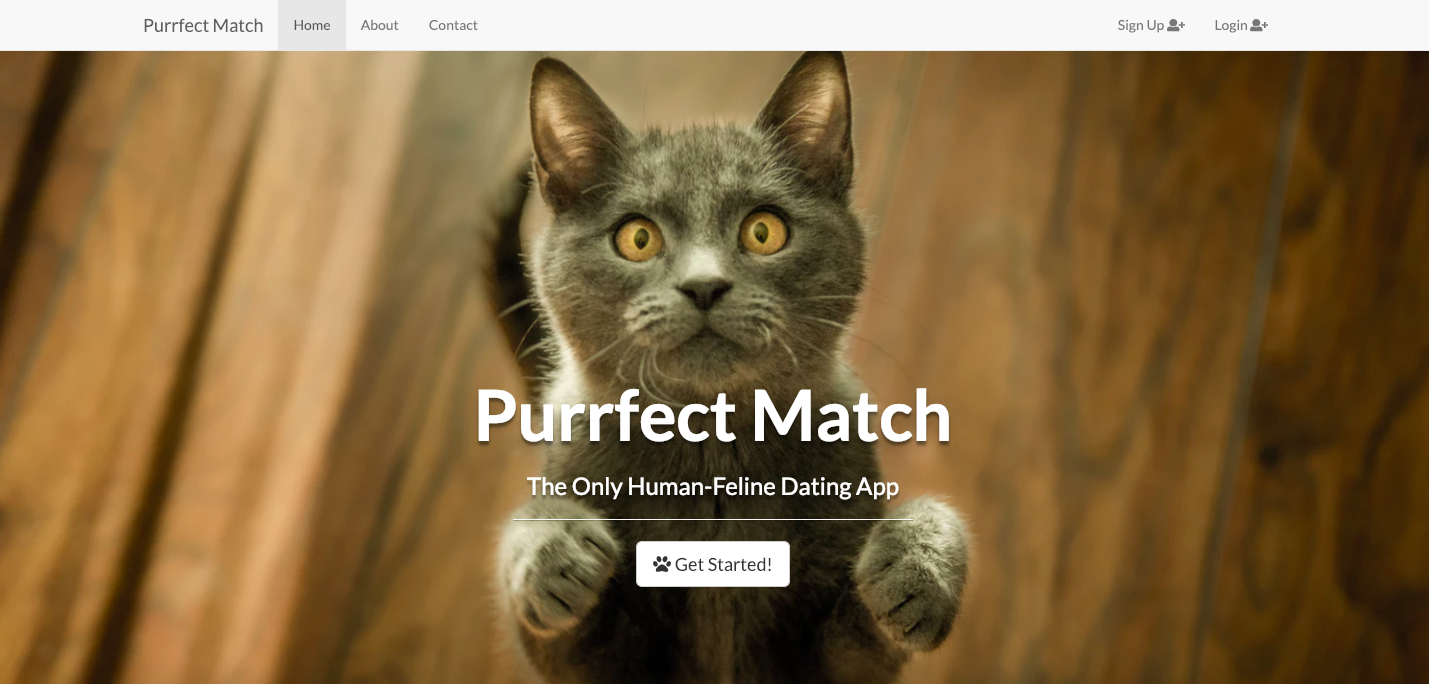 Purrfect Match Home About Contact Sign Up Login
Purrfect Match
The Only Human-Feline Dating App
Get Started!